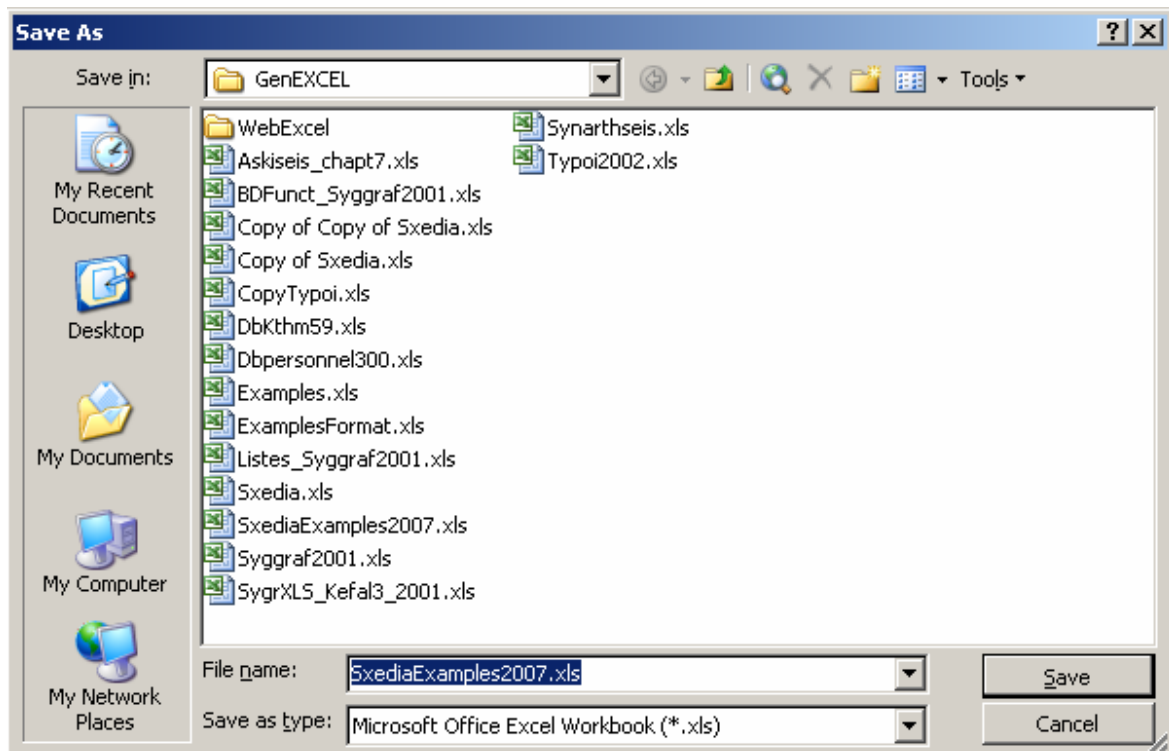 Save As
Save in:
GenEXCEL
Tools
My Recent
Documents
Desktop
My Documents
My Computer
My Network
Places
WebExcel
Askiseis_chapt7.xls
BDFunct_Syggraf2001.xls
Copy of Copy of Sxedia.xls
Copy of Sxedia.xls
CopyTypoi.xls
DbKthm59.xls
Dbpersonnel300.xls
Examples.xls
ExamplesFormat.xls
Listes_Syggraf2001.xls
Sxedia.xls
SxediaExamples2007.xls
Syggraf2001.xls
SygrXLS_Kefal3_2001.xls
Synarthseis.xls
Typoi2002.xls
File name:
SxediaExamples2007.xls
Save
Save as type:
Microsoft Office Excel Workbook (*.xls)
Cancel